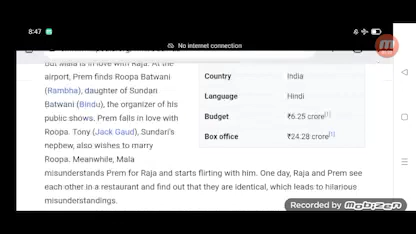 8:47
No internet connection
but Mala is in love with Raja. At the
airport, Prem finds Roopa Batwani
(Rambha), daughter of Sundari
Batwani (Bindu), the organizer of his
public shows. Prem falls in love with
Roopa. Tony (Jack Gaud), Sundari's
nephew, also wishes to marry
Roopa. Meanwhile, Mala
misunderstands Prem for Raja and starts flirting with him. One day, Raja and Prem see
each other in a restaurant and find out that they are identical, which leads to hilarious
misunderstandings.
Country India
Language Hindi
Budget ₹6.25 crore[1]
Box office ₹24.28 crore[1]
Recorded by mobizen